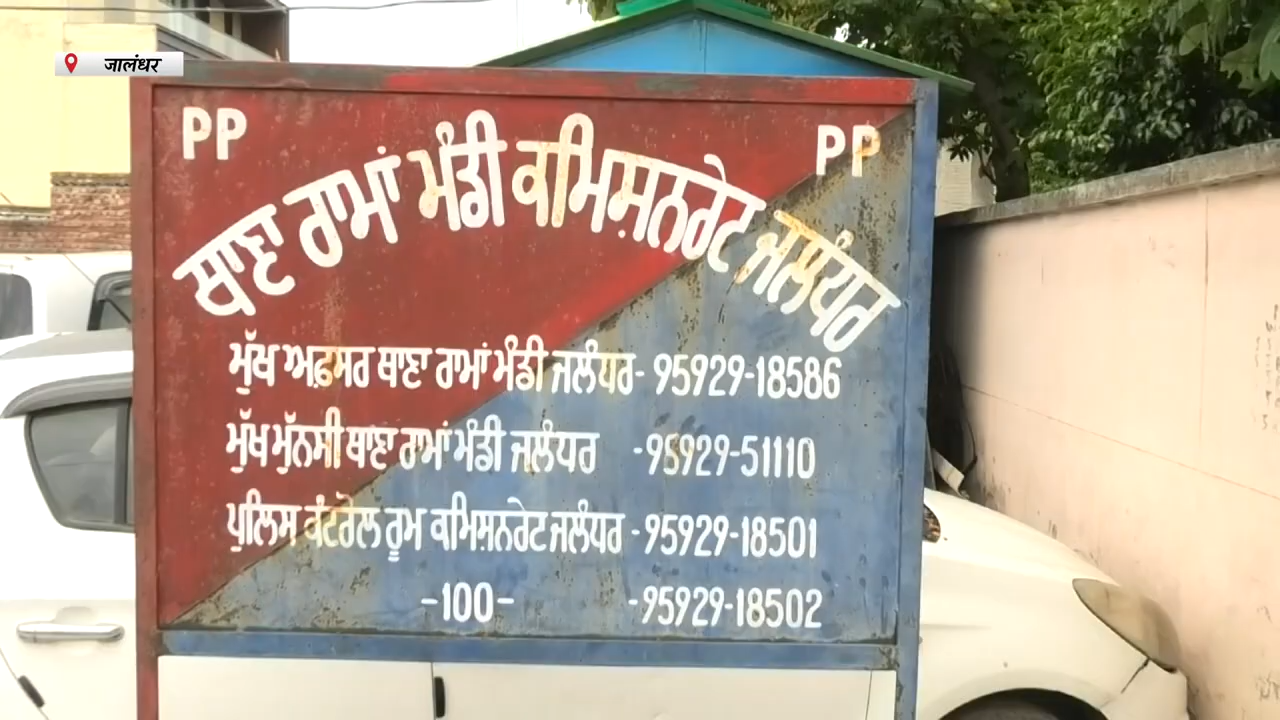 जालंधर
PP PP
ਥਾਣਾ ਰਾਮਾਂ ਮੰਡੀ ਕਮਿਸ਼ਨਰੇਟ ਜਲੰਧਰ
ਮੁੱਖ ਅਫ਼ਸਰ ਥਾਣਾ ਰਾਮਾਂ ਮੰਡੀ ਜਲੰਧਰ- 95929-18586
ਮੁੱਖ ਮੁੱਨਸੀ ਥਾਣਾ ਰਾਮਾਂ ਮੰਡੀ ਜਲੰਧਰ -95929-51110
ਪੁਲਿਸ ਕੰਟਰੋਲ ਰੂਮ ਕਮਿਸ਼ਨਰੇਟ ਜਲੰਧਰ -95929-18501
-100- -95929-18502